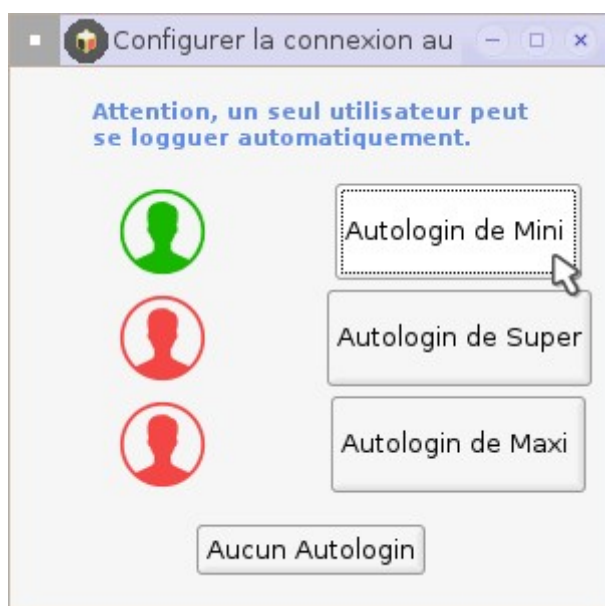 Configurer la connexion au
Attention, un seul utilisateur peut
se logguer automatiquement.
Autologin de Mini
Autologin de Super
Autologin de Maxi
Aucun Autologin